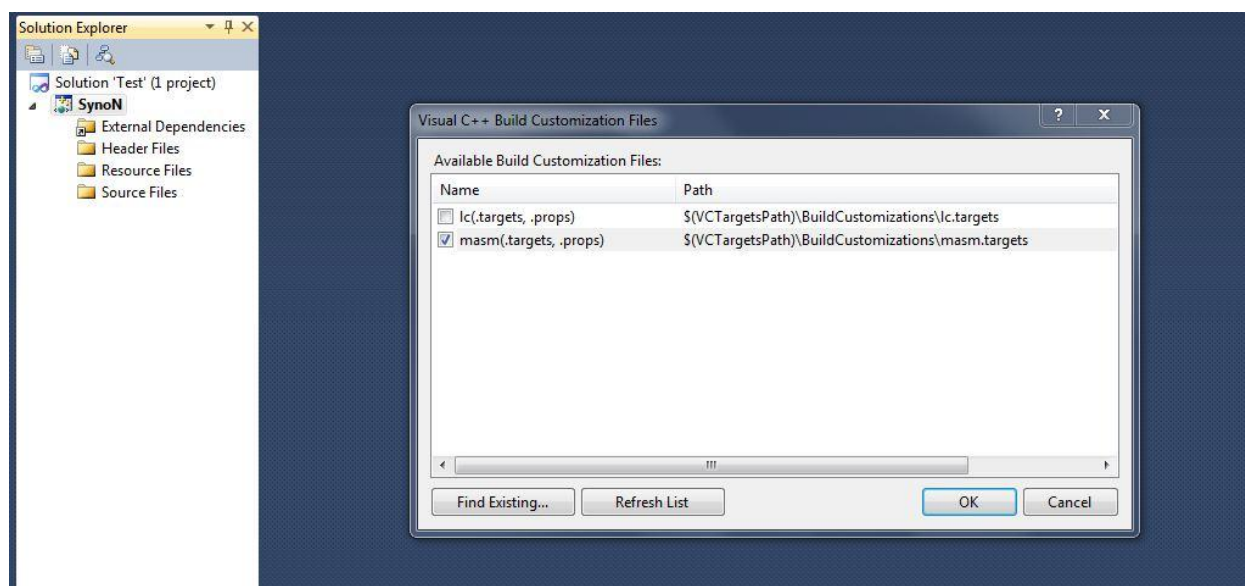 Solution Explorer
Solution 'Test' (1 project)
SynoN
External Dependencies
Header Files
Resource Files
Source Files
Visual C++ Build Customization Files
Available Build Customization Files:
Name Path
lc(.targets, .props) $(VCTargetsPath)\BuildCustomizations\lc.targets
masm(.targets, .props) $(VCTargetsPath)\BuildCustomizations\masm.targets
Find Existing... Refresh List OK Cancel